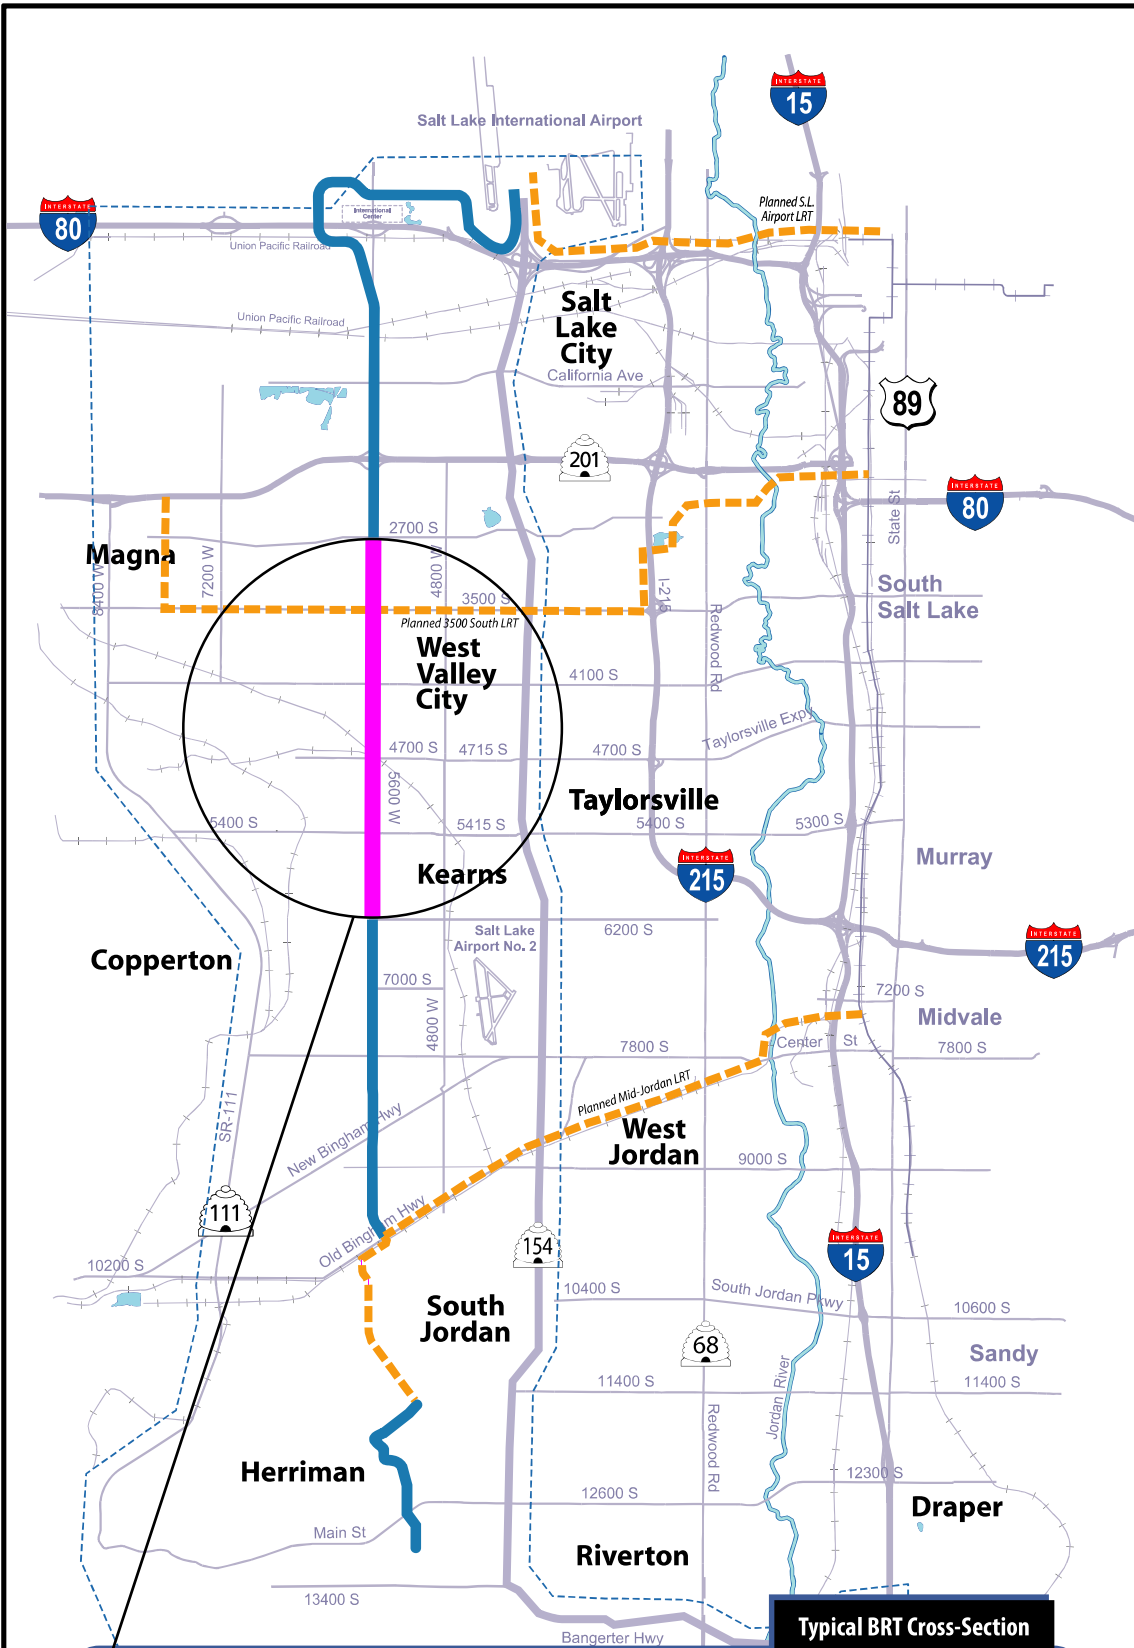 INTERSTATE
15
Salt Lake International Airport
Planned S.L.
Airport LRT
INTERSTATE
80
International
Center
Union Pacific Railroad
Union Pacific Railroad
Salt
Lake
City
California Ave
89
201
INTERSTATE
80
State St
2700 S
Magna
8400 W
7200 W
4800 W
3500 S
Planned 3500 South LRT
I-215
Redwood Rd
South
Salt Lake
West
Valley
City
4100 S
Taylorsville Expy
4700 S
4715 S
4700 S
5600 W
Taylorsville
5400 S
5415 S
5400 S
5300 S
Murray
Kearns
INTERSTATE
215
6200 S
Salt Lake
Airport No. 2
INTERSTATE
215
Copperton
7000 S
7200 S
Midvale
4800 W
7800 S
Center St
7800 S
Planned Mid-Jordan LRT
SR-111
New Bingham Hwy
West
Jordan
9000 S
111
Old Bingham Hwy
154
INTERSTATE
15
10200 S
10400 S
South Jordan Pkwy
10600 S
South
Jordan
68
Sandy
Jordan River
11400 S
11400 S
Redwood Rd
Herriman
12300 S
12600 S
Draper
Main St
Riverton
13400 S
Typical BRT Cross-Section
Bangerter Hwy